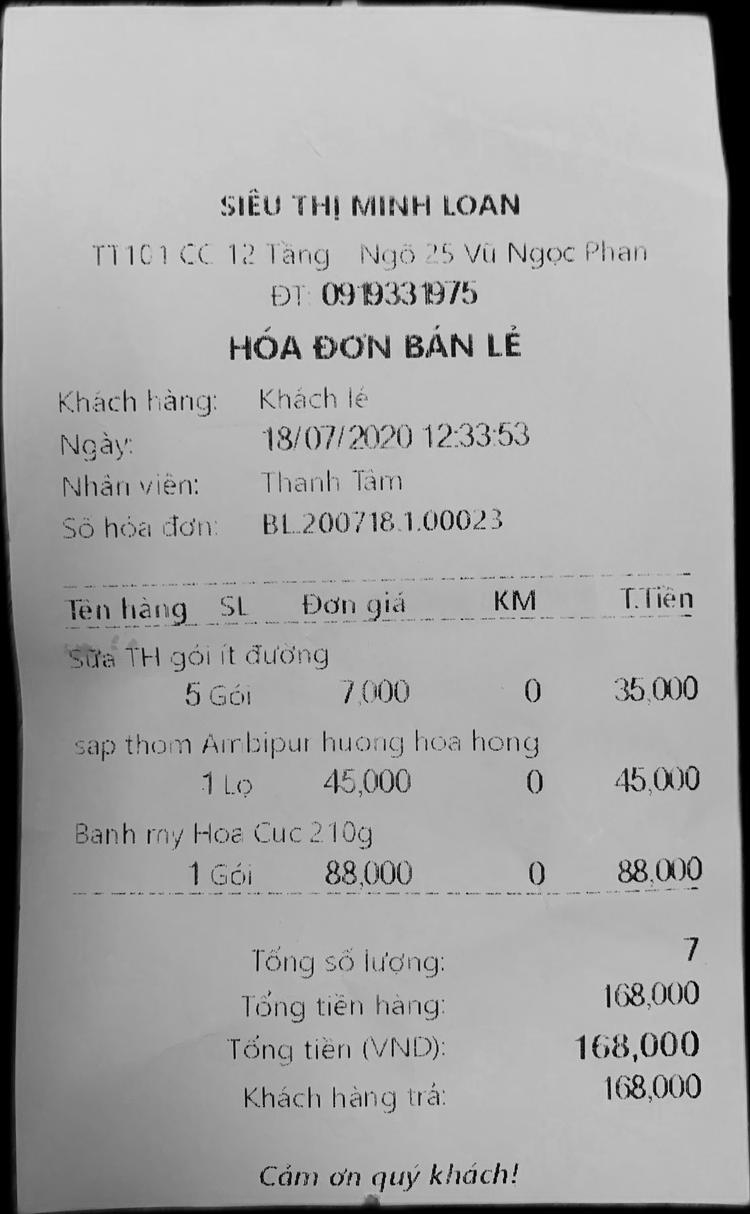 SIÊU THỊ MINH LOAN
TT101 CC 12 Tầng Ngõ 25 Vũ Ngọc Phan
ĐT: 0919331975
HÓA ĐƠN BÁN LẺ
Khách hàng: Khách lẻ
Ngày: 18/07/2020 12:33:53
Nhân viên: Thanh Tâm
Số hóa đơn: BL.200718.1.00023
Tên hàng SL Đơn giá KM T.Tiền
Sữa TH gói ít đường
5 Gói 7,000 0 35,000
sap thom Ambipur huong hoa hong
1 Lọ 45,000 0 45,000
Banh my Hoa Cuc 210g
1 Gói 88,000 0 88,000
Tổng số lượng: 7
Tổng tiền hàng: 168,000
Tổng tiền (VND): 168,000
Khách hàng trả: 168,000
Cảm ơn quý khách!